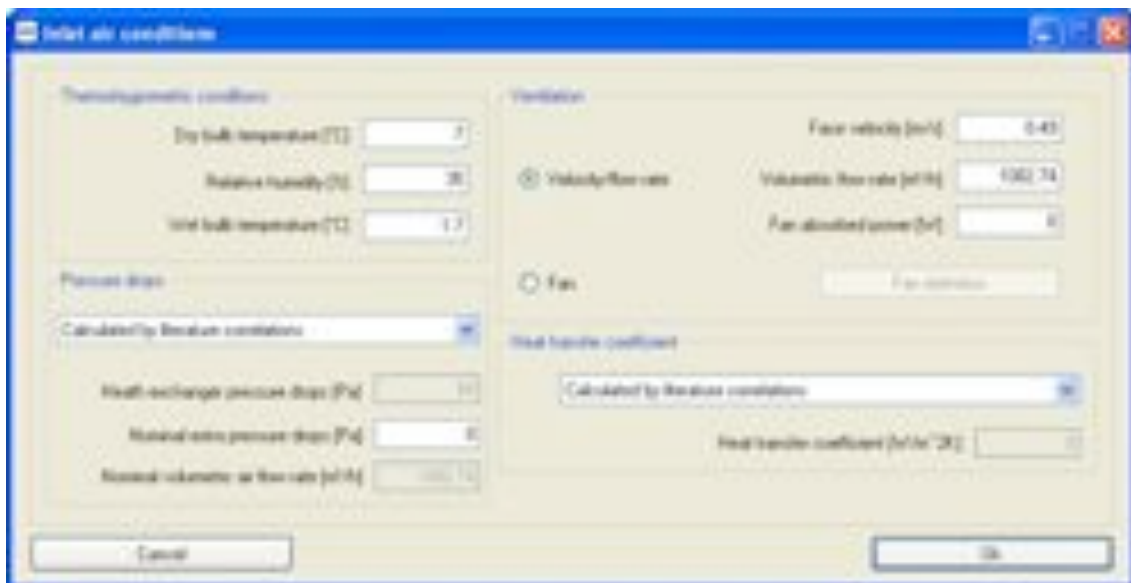 Inlet air conditions
Thermohygrometric conditions
Dry bulb temperature [°C]
7
Relative humidity [%]
Wet bulb temperature [°C]
Pressure drops
Calculated by literature correlations
Heath exchanger pressure drops [Pa]
Nominal extra pressure drops [Pa]
0
Nominal volumetric air flow rate [m³/h]
Cancel
Ventilation
Face velocity [m/s]
Velocity/flow rate
Volumetric flow rate [m³/h]
Fan absorbed power [W]
0
Fan
Heat transfer coefficient
Calculated by literature correlations
Heat transfer coefficient [W/m^2K]
Ok